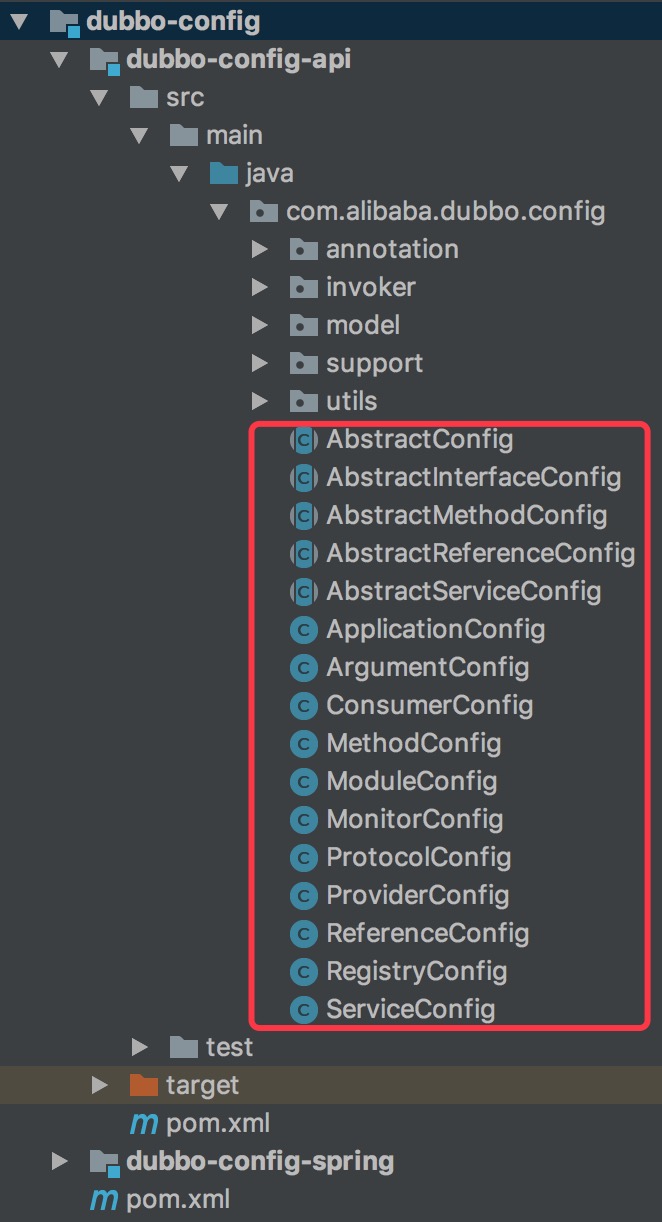 dubbo-config
dubbo-config-api
src
main
java
com.alibaba.dubbo.config
annotation
invoker
model
support
utils
C AbstractConfig
C AbstractInterfaceConfig
C AbstractMethodConfig
C AbstractReferenceConfig
C AbstractServiceConfig
C ApplicationConfig
C ArgumentConfig
C ConsumerConfig
C MethodConfig
C ModuleConfig
C MonitorConfig
C ProtocolConfig
C ProviderConfig
C ReferenceConfig
C RegistryConfig
C ServiceConfig
test
target
m pom.xml
dubbo-config-spring
m pom.xml